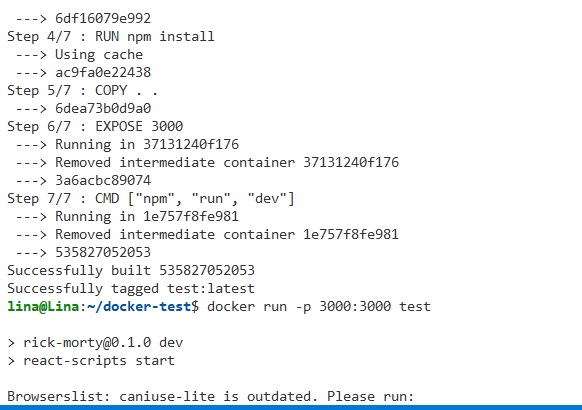 ---> 6df16079e992
Step 4/7 : RUN npm install
---> Using cache
---> ac9fa0e22438
Step 5/7 : COPY . .
---> 6dea73b0d9a0
Step 6/7 : EXPOSE 3000
---> Running in 37131240f176
---> Removed intermediate container 37131240f176
---> 3a6acbc89074
Step 7/7 : CMD ["npm", "run", "dev"]
---> Running in 1e757f8fe981
---> Removed intermediate container 1e757f8fe981
---> 535827052053
Successfully built 535827052053
Successfully tagged test:latest
lina@Lina:~/docker-test$ docker run -p 3000:3000 test
> rick-morty@0.1.0 dev
> react-scripts start
Browserslist: caniuse-lite is outdated. Please run: